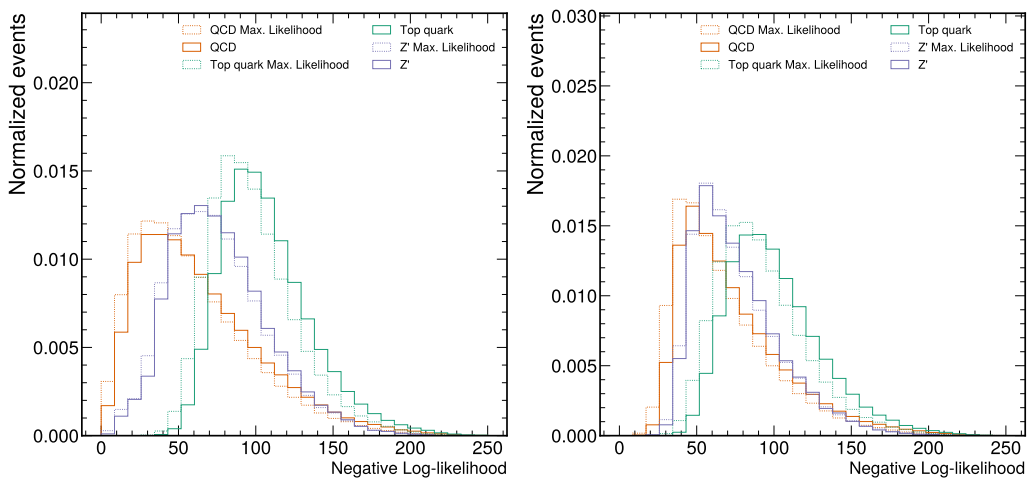 Normalized events
QCD Max. Likelihood
QCD
Top quark Max. Likelihood
Top quark
Z' Max. Likelihood
Z'
0.020
0.015
0.010
0.005
0.000
0 50 100 150 200 250
Negative Log-likelihood
Normalized events
QCD Max. Likelihood
QCD
Top quark Max. Likelihood
Top quark
Z' Max. Likelihood
Z'
0.030
0.025
0.020
0.015
0.010
0.005
0.000
0 50 100 150 200 250
Negative Log-likelihood